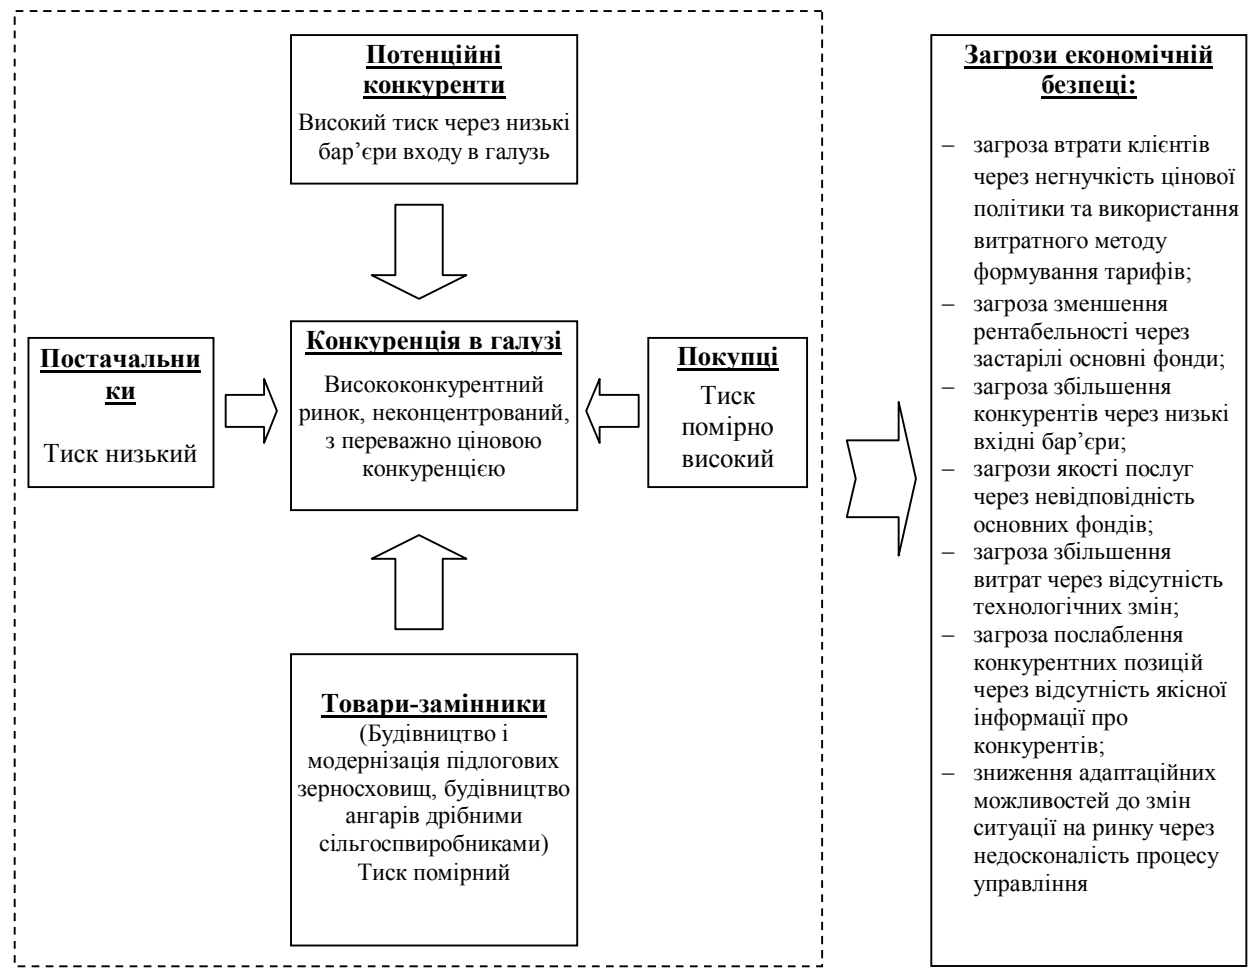 Потенційні
конкуренти
Високий тиск через низькі
бар’єри входу в галузь
Постачальни
ки
Тиск низький
Конкуренція в галузі
Висококонкурентний
ринок, неконцентрований,
з переважно ціновою
конкуренцією
Покупці
Тиск
помірно
високий
Товари-замінники
(Будівництво і
модернізація підлогових
зерносховищ, будівництво
ангарів дрібними
сільгоспвиробниками)
Тиск помірний
Загрози економічній
безпеці:
– загроза втрати клієнтів
через негнучкість цінової
політики та використання
витратного методу
формування тарифів;
– загроза зменшення
рентабельності через
застарілі основні фонди;
– загроза збільшення
конкурентів через низькі
вхідні бар’єри;
– загрози якості послуг
через невідповідність
основних фондів;
– загроза збільшення
витрат через відсутність
технологічних змін;
– загроза послаблення
конкурентних позицій
через відсутність якісної
інформації про
конкурентів;
– зниження адаптаційних
можливостей до змін
ситуації на ринку через
недосконалість процесу
управління